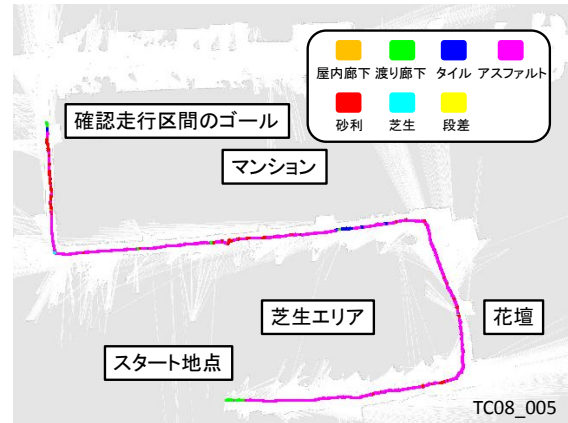 屋内廊下 渡り廊下 タイル アスファルト
砂利 芝生 段差
確認走行区間のゴール
マンション
芝生エリア
花壇
スタート地点
TC08_005